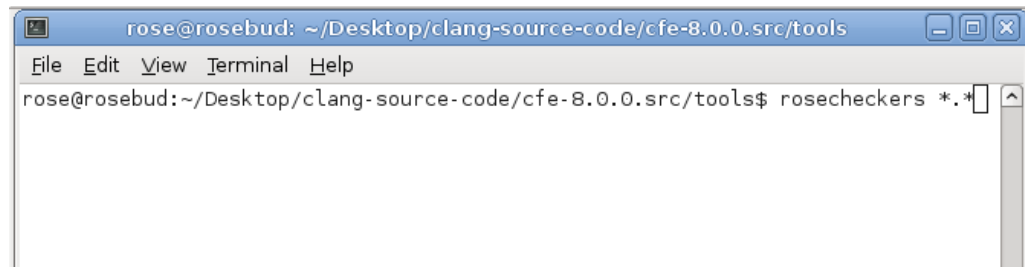 rose@rosebud: ~/Desktop/clang-source-code/cfe-8.0.0.src/tools
File Edit View Terminal Help
rose@rosebud:~/Desktop/clang-source-code/cfe-8.0.0.src/tools$ rosecheckers *.*